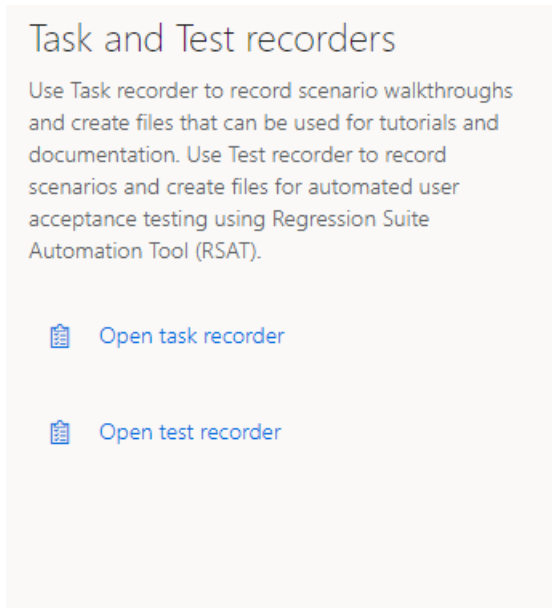 Task and Test recorders
Use Task recorder to record scenario walkthroughs
and create files that can be used for tutorials and
documentation. Use Test recorder to record
scenarios and create files for automated user
acceptance testing using Regression Suite
Automation Tool (RSAT).
Open task recorder
Open test recorder